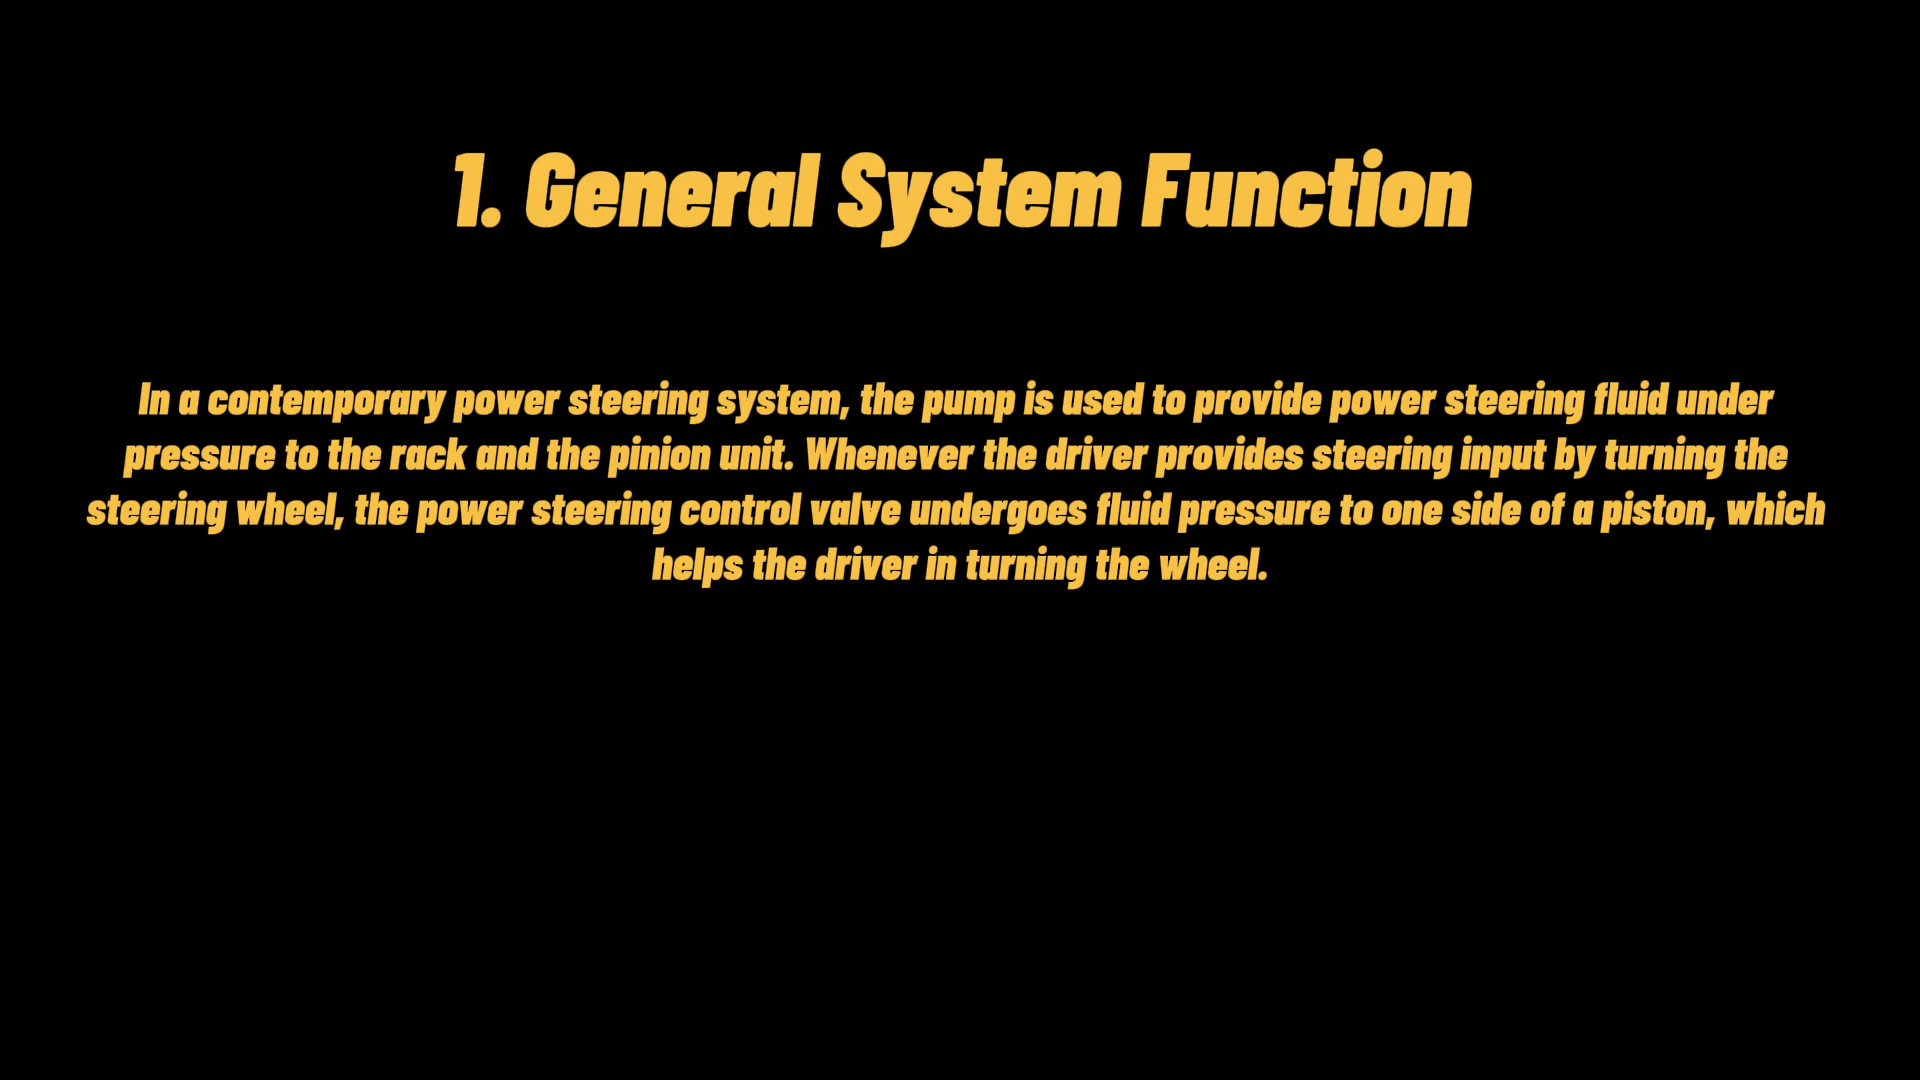 1. General System Function
In a contemporary power steering system, the pump is used to provide power steering fluid under
pressure to the rack and the pinion unit. Whenever the driver provides steering input by turning the
steering wheel, the power steering control valve undergoes fluid pressure to one side of a piston, which
helps the driver in turning the wheel.